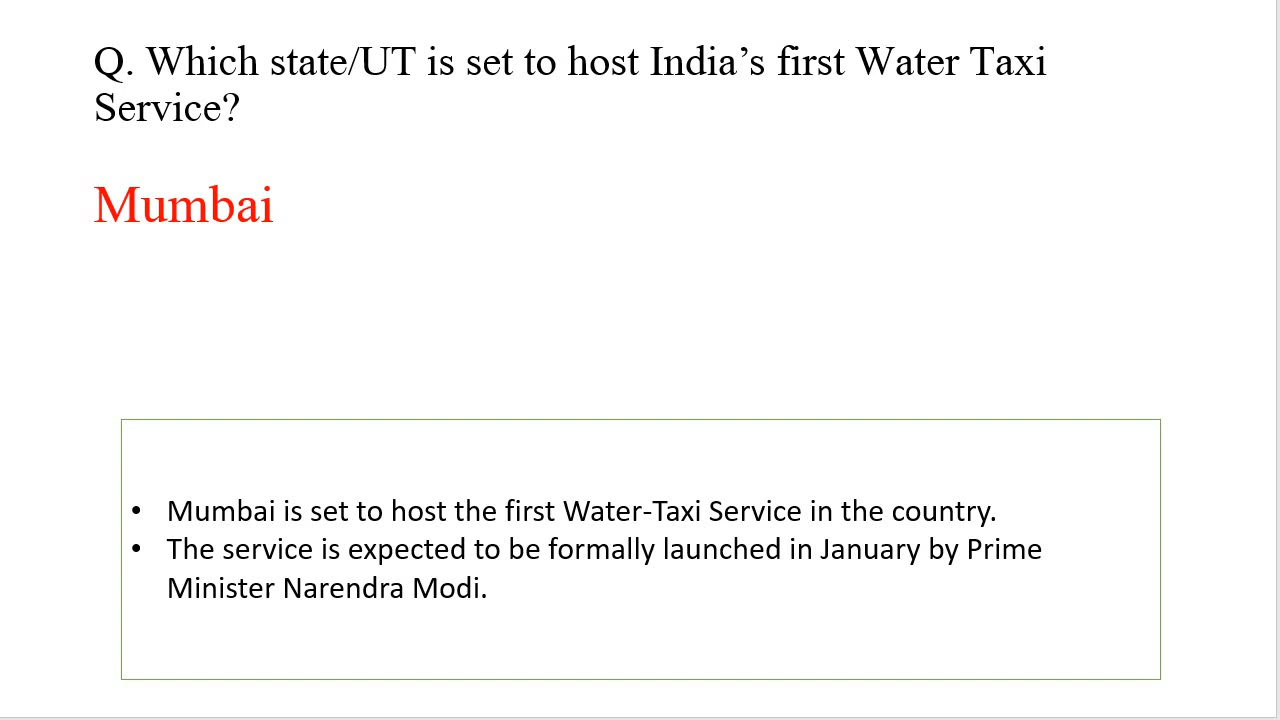 Q. Which state/UT is set to host India’s first Water Taxi
Service?
Mumbai
• Mumbai is set to host the first Water-Taxi Service in the country.
• The service is expected to be formally launched in January by Prime
Minister Narendra Modi.